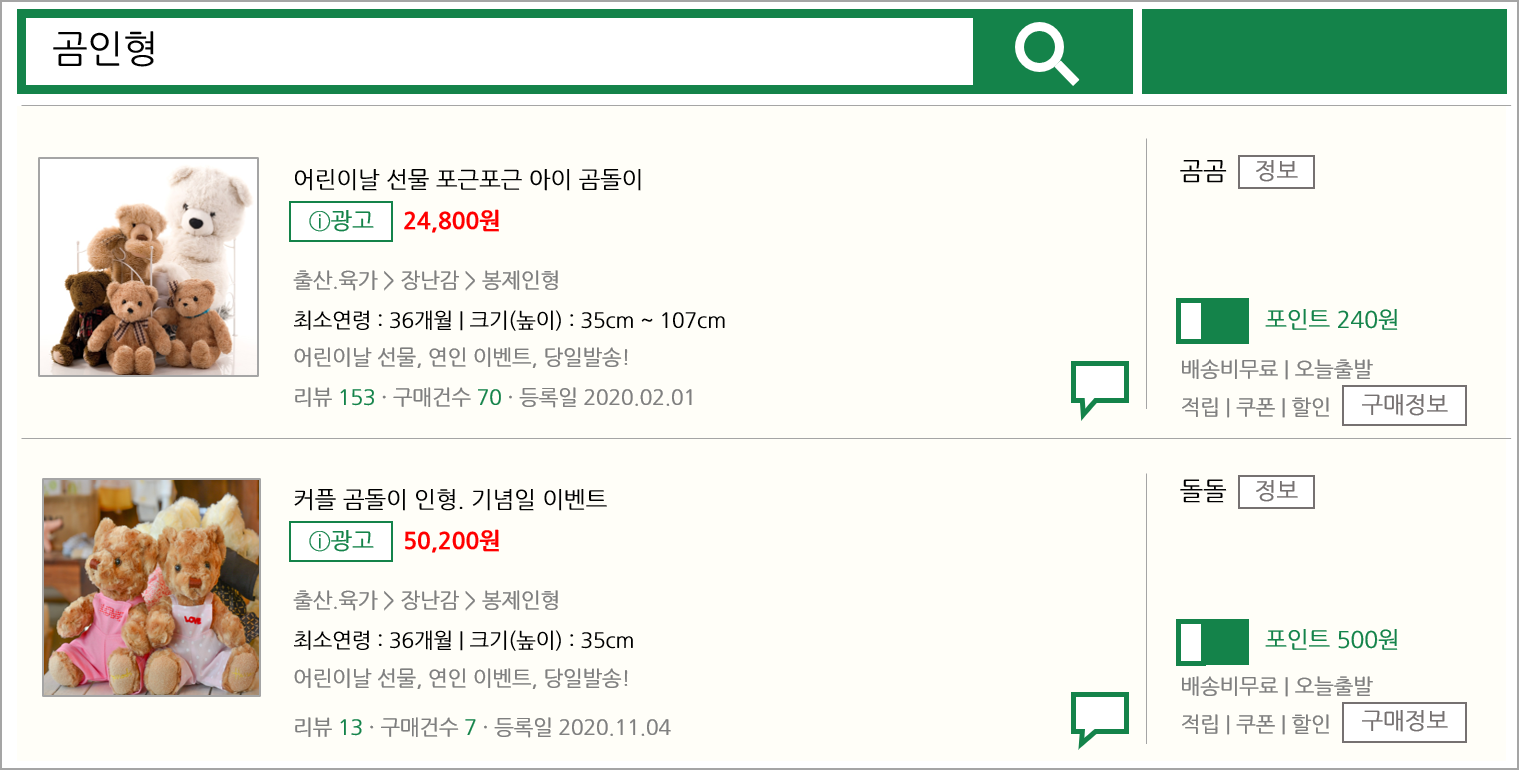 곰인형
어린이날 선물 포근포근 아이 곰돌이
ⓘ광고 24,800원
출산.육가 > 장난감 > 봉제인형
최소연령 : 36개월 | 크기(높이) : 35cm ~ 107cm
어린이날 선물, 연인 이벤트, 당일발송!
리뷰 153 · 구매건수 70 · 등록일 2020.02.01
곰곰 정보
포인트 240원
배송비무료 | 오늘출발
적립 | 쿠폰 | 할인 구매정보
커플 곰돌이 인형. 기념일 이벤트
ⓘ광고 50,200원
출산.육가 > 장난감 > 봉제인형
최소연령 : 36개월 | 크기(높이) : 35cm
어린이날 선물, 연인 이벤트, 당일발송!
리뷰 13 · 구매건수 7 · 등록일 2020.11.04
LOVE
LOVE
돌돌 정보
포인트 500원
배송비무료 | 오늘출발
적립 | 쿠폰 | 할인 구매정보